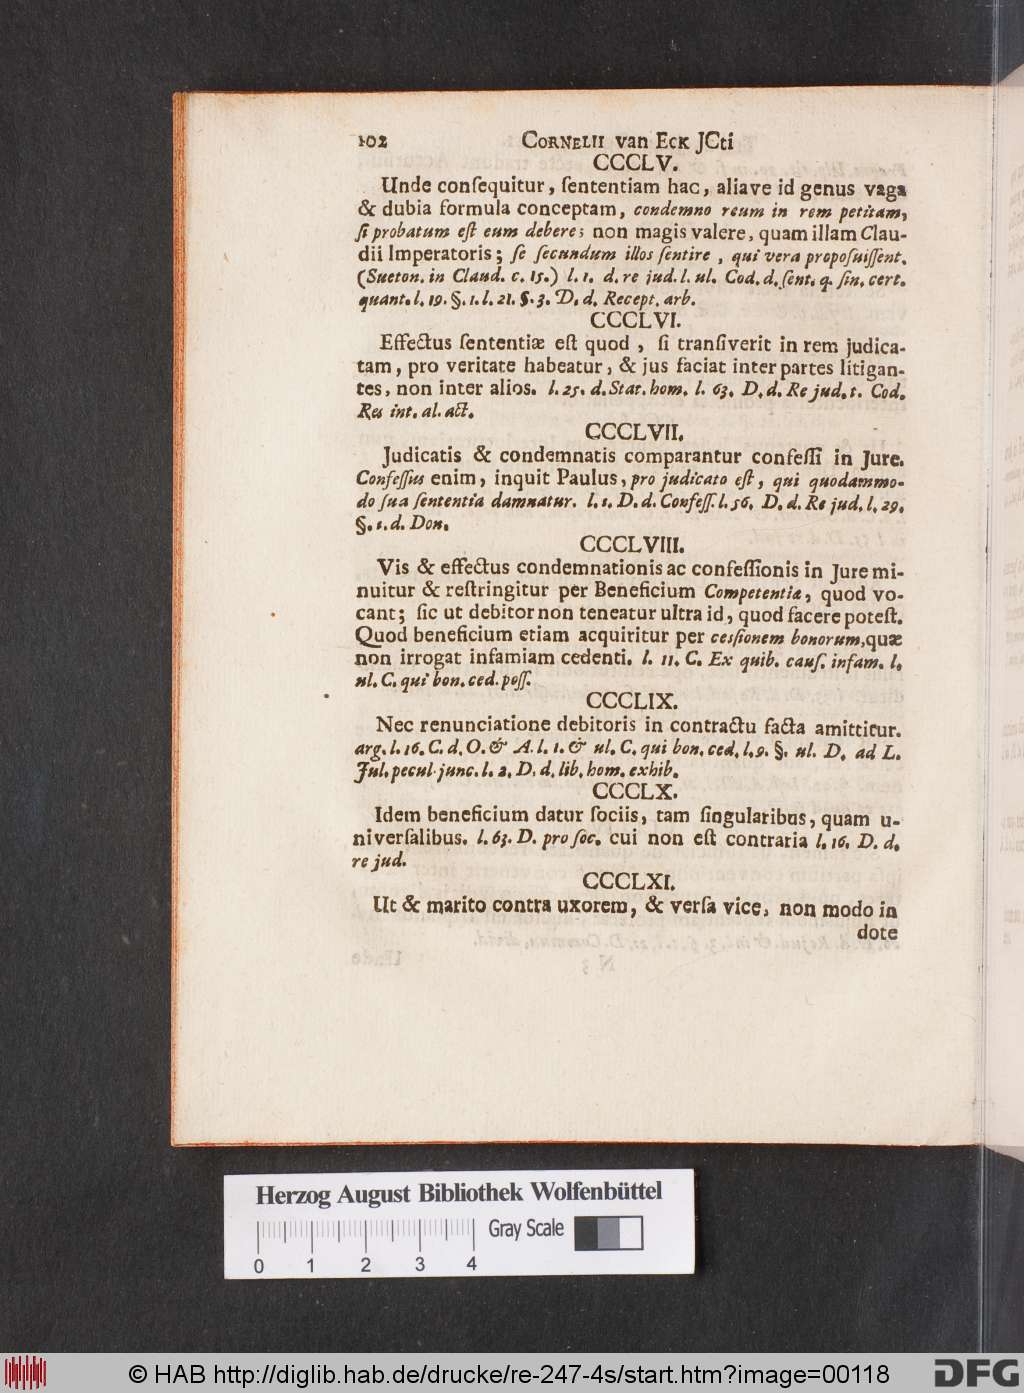 102 CORNELII van ECK JCti
CCCLV.
Unde conſequitur, ſententiam hac, aliave id genus vaga
& dubia formula conceptam, condemno reum in rem petitam,
ſi probatum eſt eum debere; non magis valere, quam illam Clau-
dii Imperatoris; ſe ſecundum illos ſentire, qui vera propoſuiſſent.
(Sueton. in Claud. c. 15.) l. 1. d. re jud. l. ul. Cod. d. ſent. q. ſin. cert.
quant. l. 19. §. 1. l. 21. §. 3. D. d. Recept. arb.
CCCLVI.
Effectus ſententiæ eſt quod, ſi tranſiverit in rem judica-
tam, pro veritate habeatur, & jus faciat inter partes litigan-
tes, non inter alios. l. 25. d. Stat. hom. l. 63. D. d. Re jud. t. Cod.
Res int. al. act.
CCCLVII.
Judicatis & condemnatis comparantur confeſſi in Jure.
Confeſſus enim, inquit Paulus, pro judicato eſt, qui quodammo-
do ſua ſententia damnatur. l. 1. D. d. Confeſſ. l. 56. D. d. Re jud. l. 29.
§. 1. d. Don.
CCCLVIII.
Vis & effectus condemnationis ac confeſſionis in Jure mi-
nuitur & reſtringitur per Beneficium Competentia, quod vo-
cant; ſic ut debitor non teneatur ultra id, quod facere poteſt.
Quod beneficium etiam acquiritur per cesſionem bonorum, quæ
non irrogat infamiam cedenti. l. 11. C. Ex quib. cauſ. infam. l.
ul. C. qui bon. ced. poſſ.
CCCLIX.
Nec renunciatione debitoris in contractu facta amittitur.
arg. l. 16. C. d. O. & A. l. 1. & ul. C. qui bon. ced. l. 9. §. ul. D. ad L.
Jul. pecul. junc. l. 2. D. d. lib. hom. exhib.
CCCLX.
Idem beneficium datur ſociis, tam ſingularibus, quam u-
niverſalibus. l. 63. D. pro ſoc. cui non eſt contraria l. 16. D. d.
re jud.
CCCLXI.
Ut & marito contra uxorem, & verſa vice, non modo in
dote
Herzog August Bibliothek Wolfenbüttel
Gray Scale
0 1 2 3 4
© HAB http://diglib.hab.de/drucke/re-247-4s/start.htm?image=00118
DFG